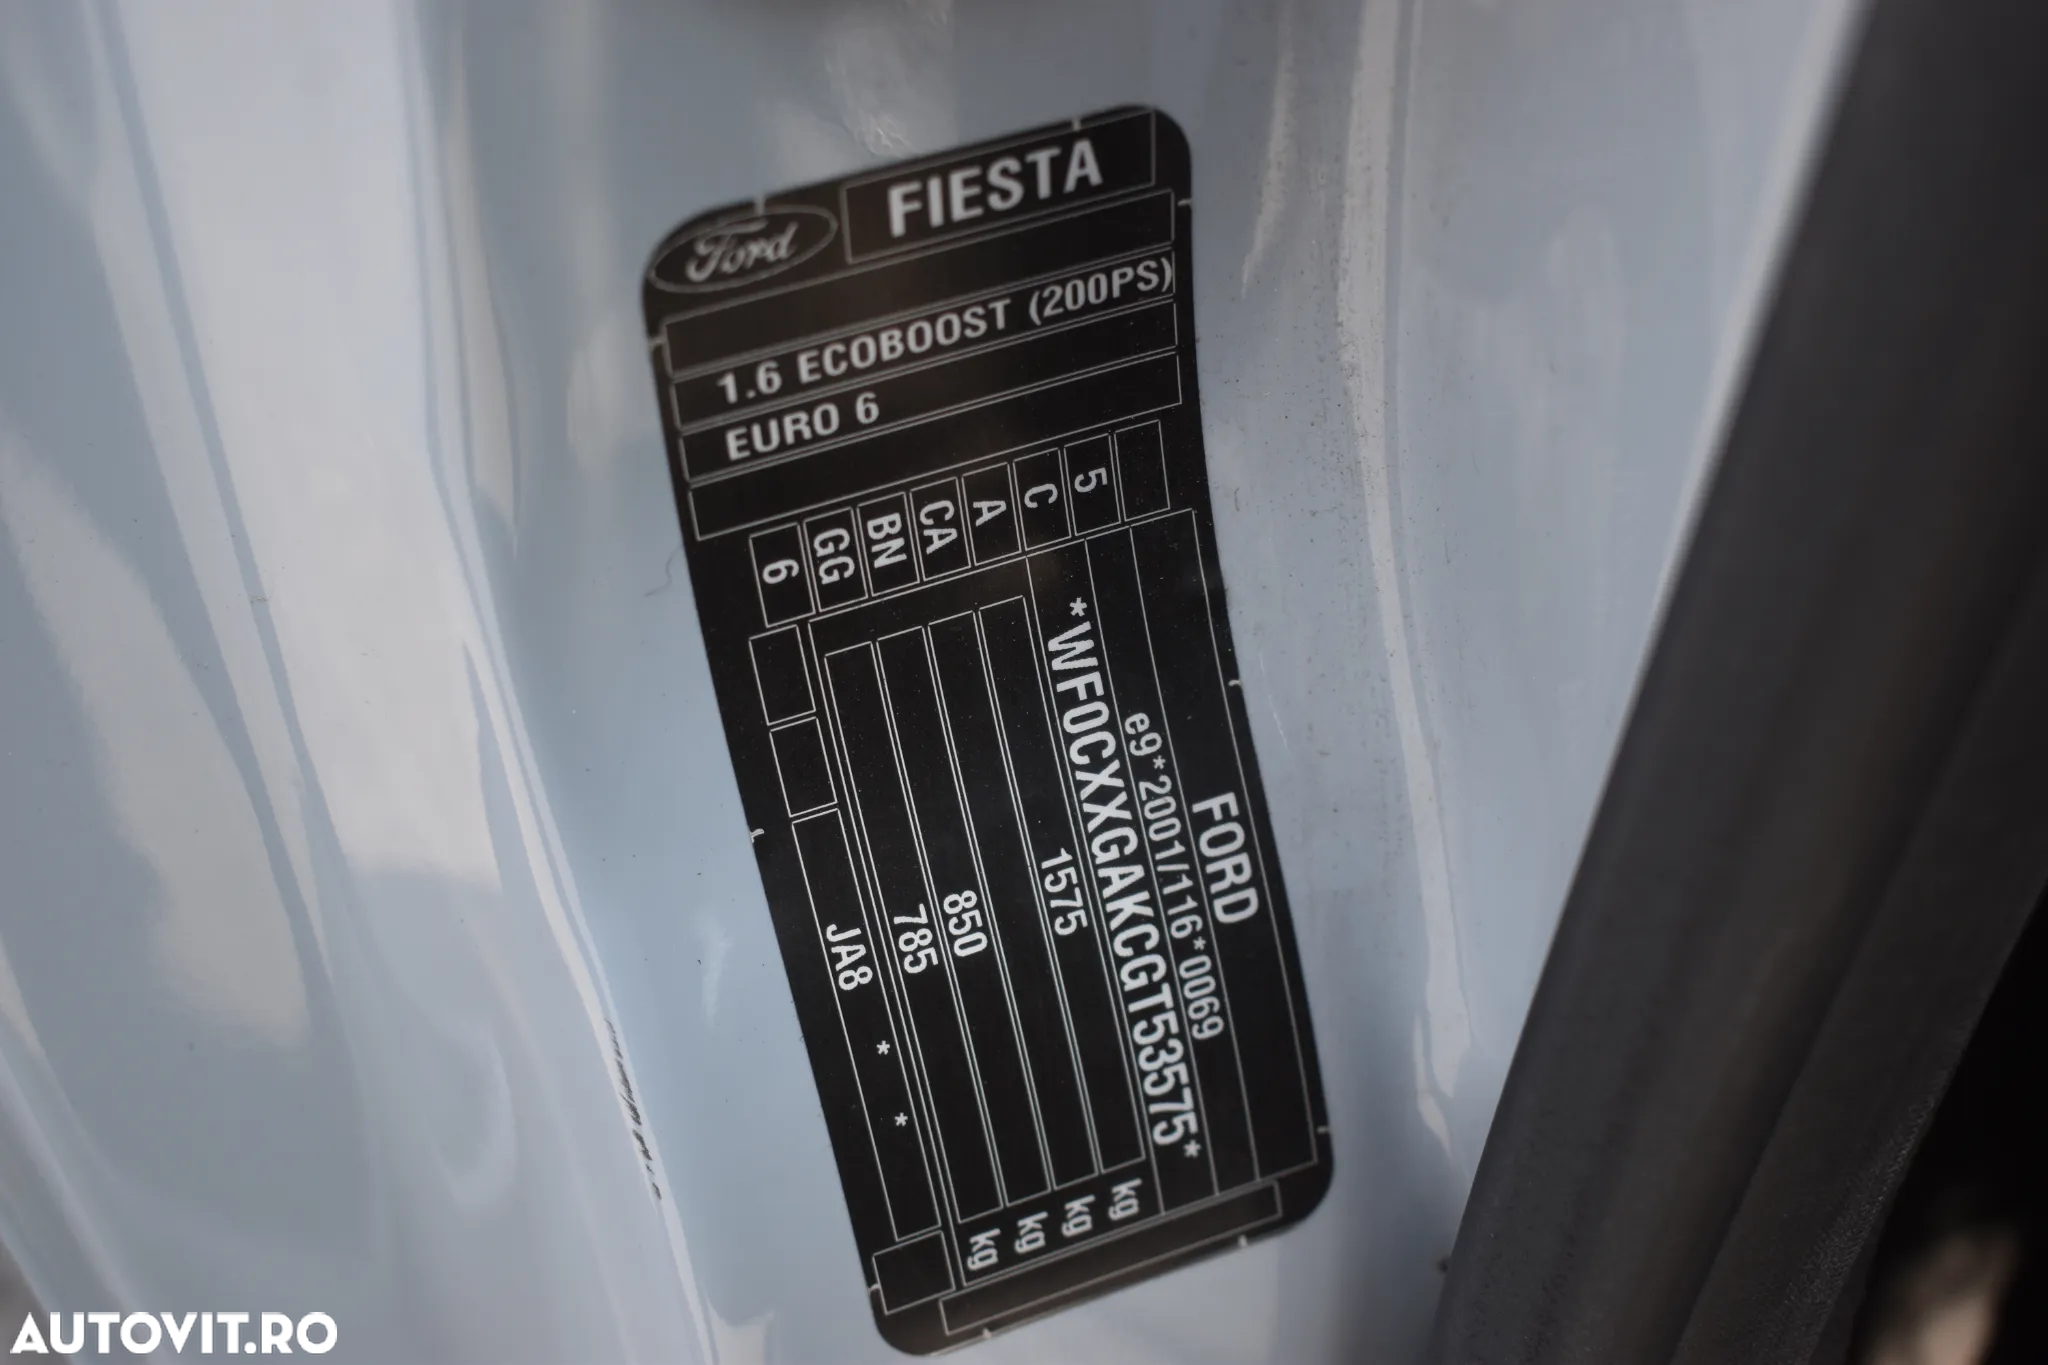 Ford
FIESTA
1.6 ECOBOOST (200PS)
EURO 6
5
C
A
CA
BN
GG
6
FORD
e9*2001/116*0069
*WF0CXXGAKCGT53575*
1575 kg
kg
850 kg
785 kg
JA8 * *
AUTOVIT.RO